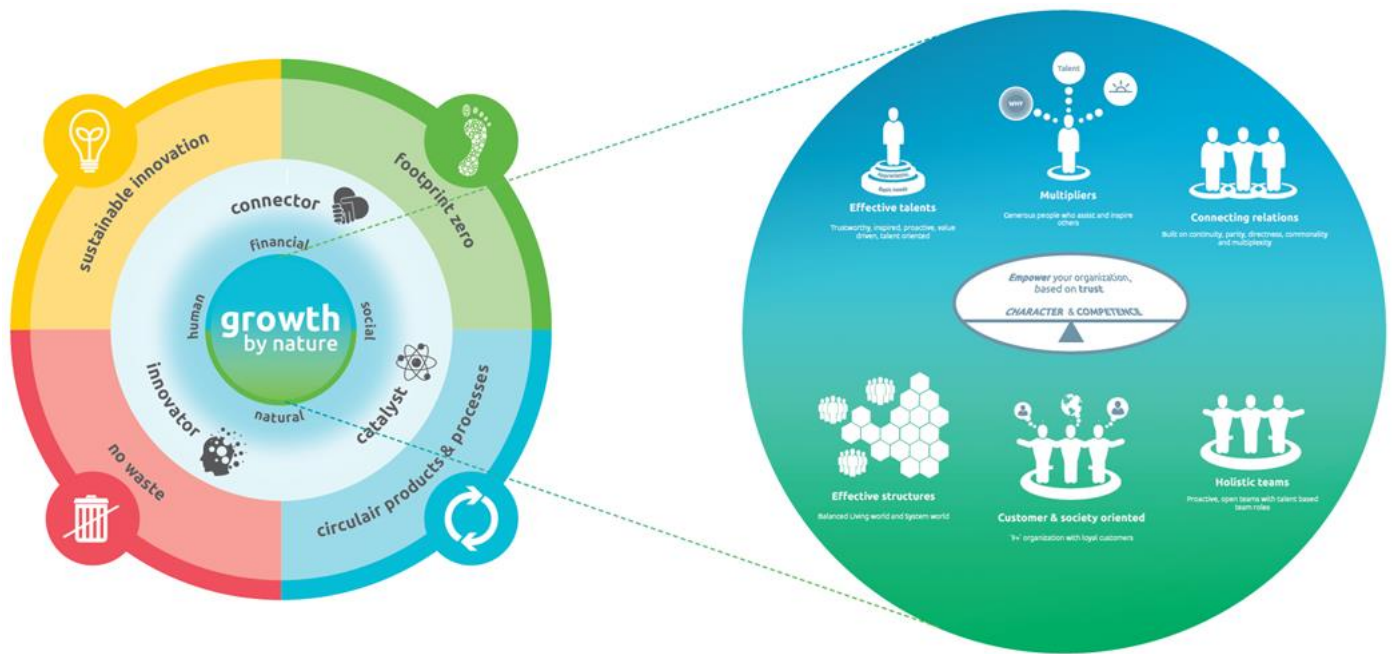 sustainable innovation
footprint zero
connector
financial
human
growth
by nature
social
innovator
catalyst
natural
no waste
circulair products & processes
Talent
WHY
Basic needs
Effective talents
Trustworthy, inspired, proactive, value
driven, talent oriented
Multipliers
Generous people who assist and inspire
others
Connecting relations
Built on continuity, parity, directness, commonality
and multiplexity
Empower your organization,
based on trust
CHARACTER & COMPETENCE
Effective structures
Balanced Living world and System world
Customer & society oriented
organization with loyal customers
Holistic teams
Proactive, open teams with talent based
team roles